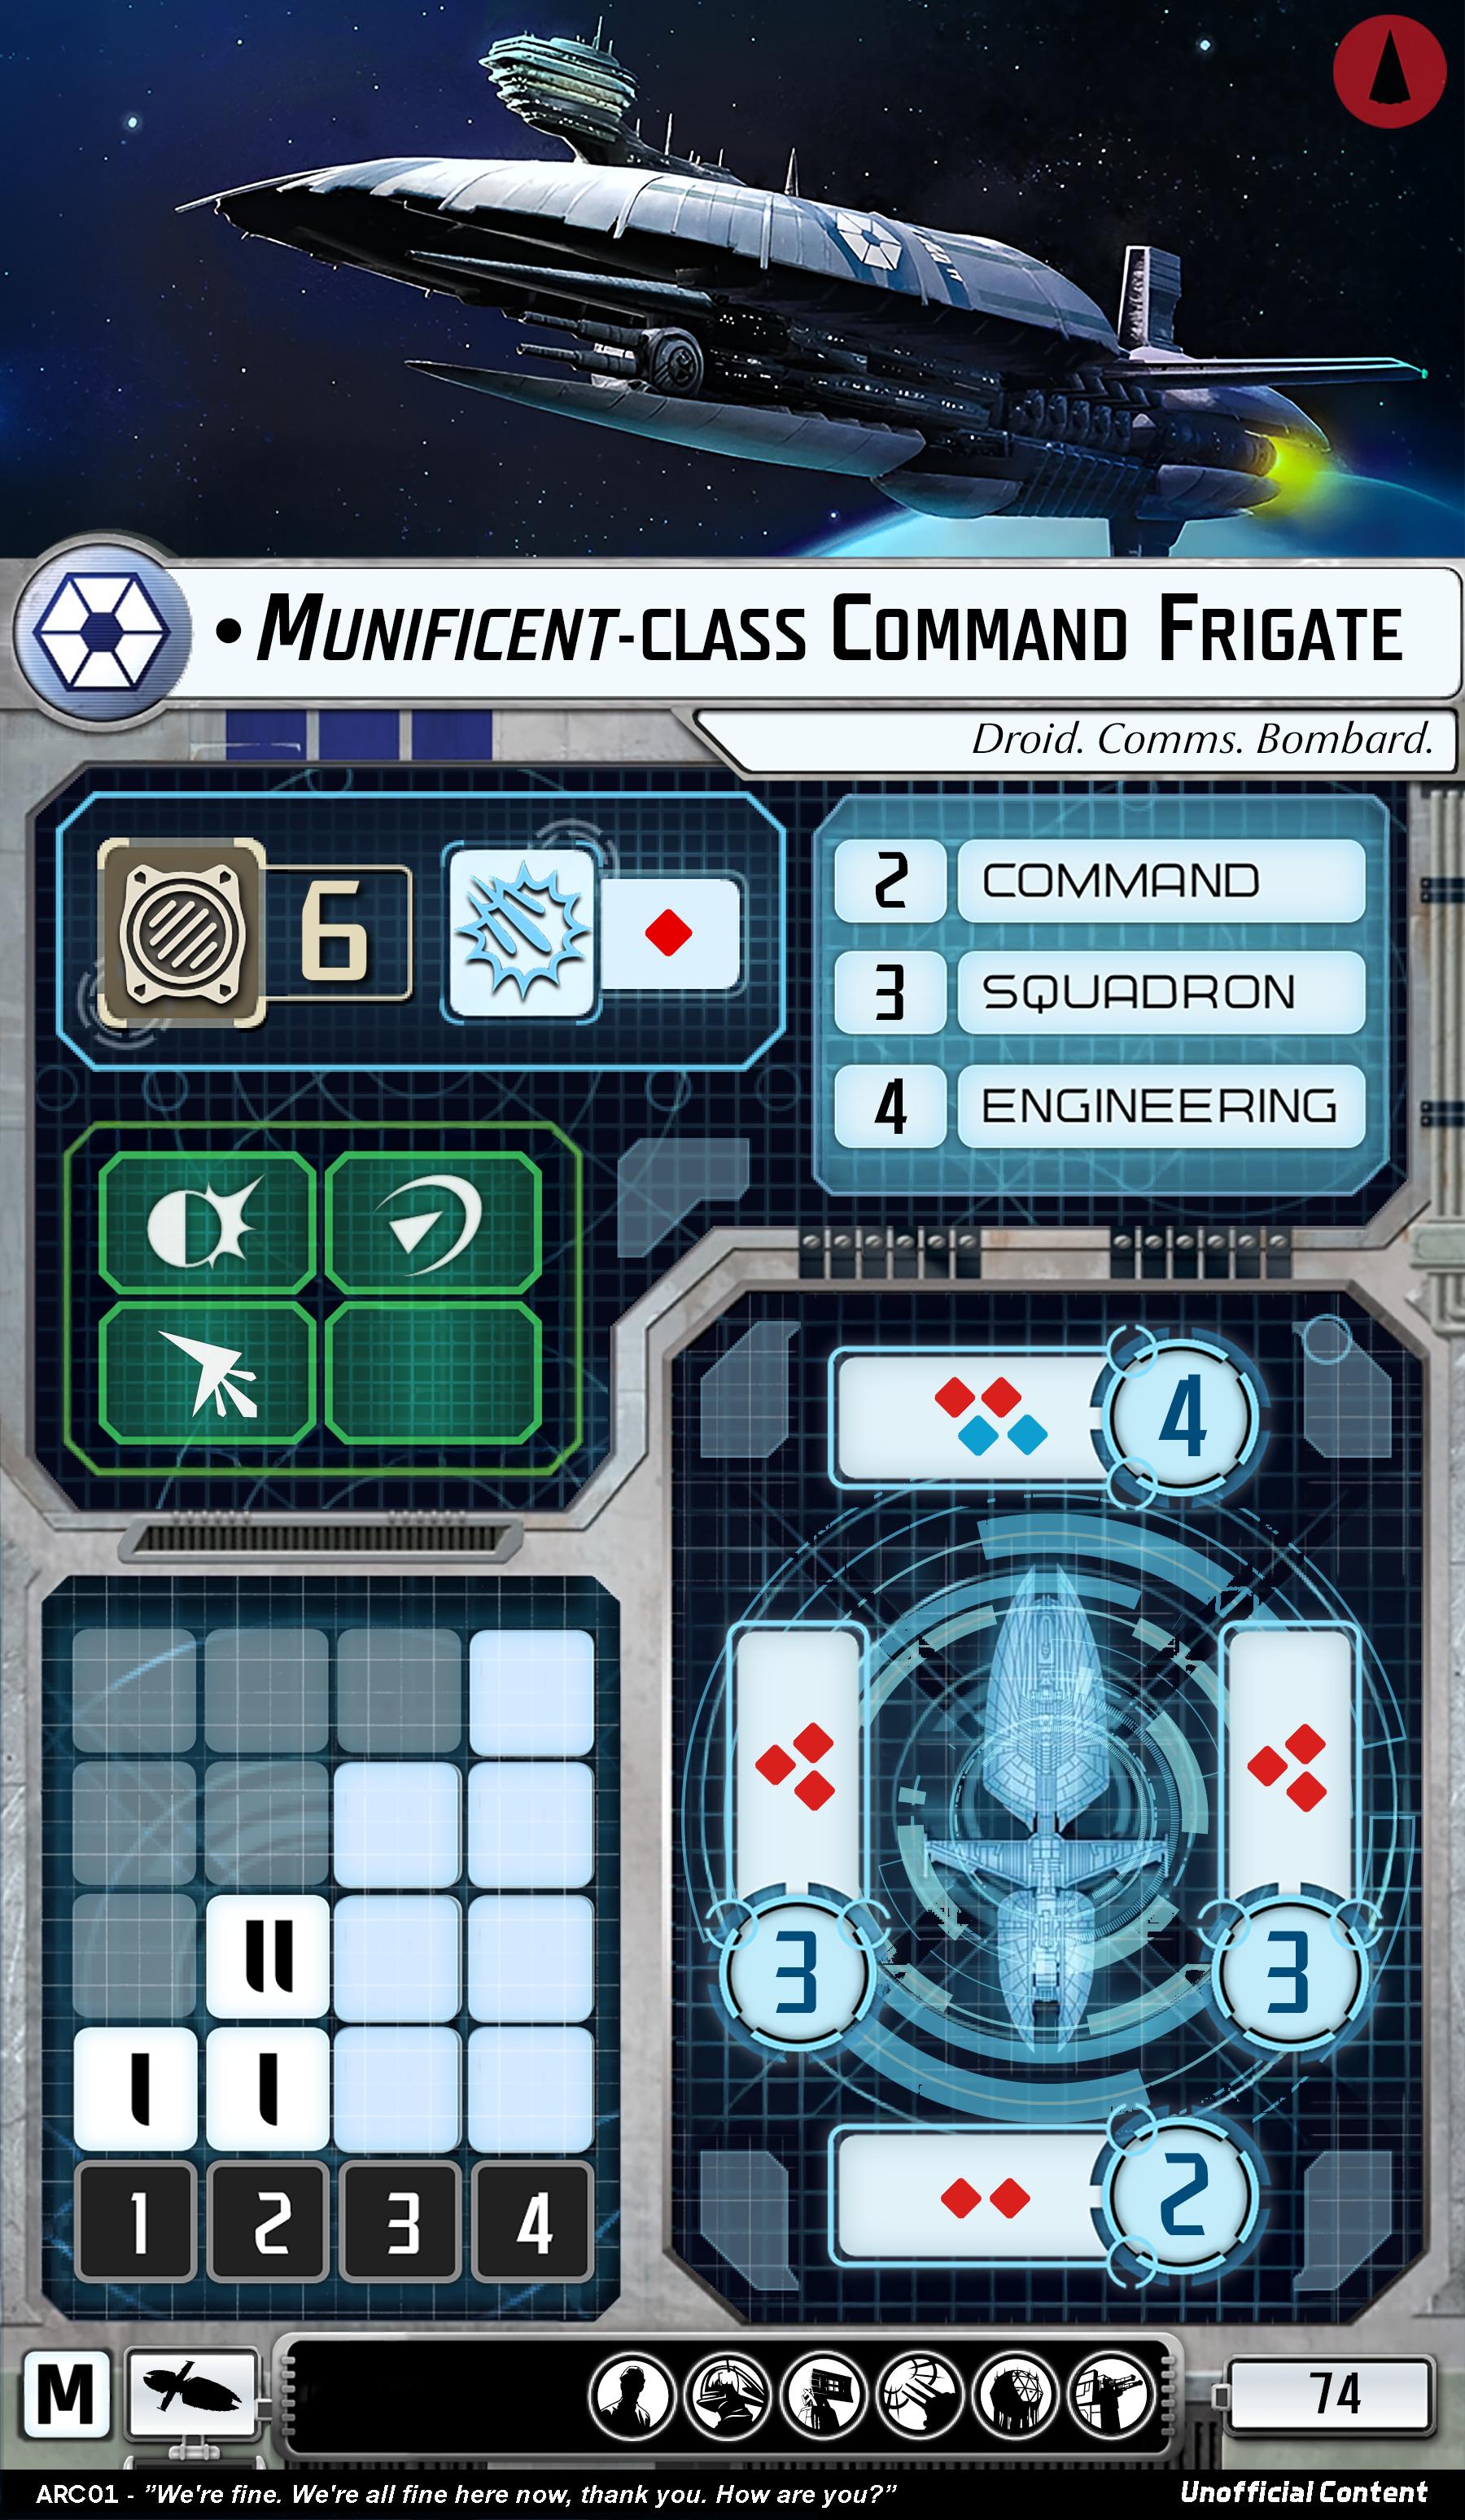 • MUNIFICENT-CLASS COMMAND FRIGATE
Droid. Comms. Bombard.
6
2 COMMAND
3 SQUADRON
4 ENGINEERING
4
3
3
2
II
I I
1 2 3 4
M
74
ARC01 - "We're fine. We're all fine here now, thank you. How are you?"
Unofficial Content